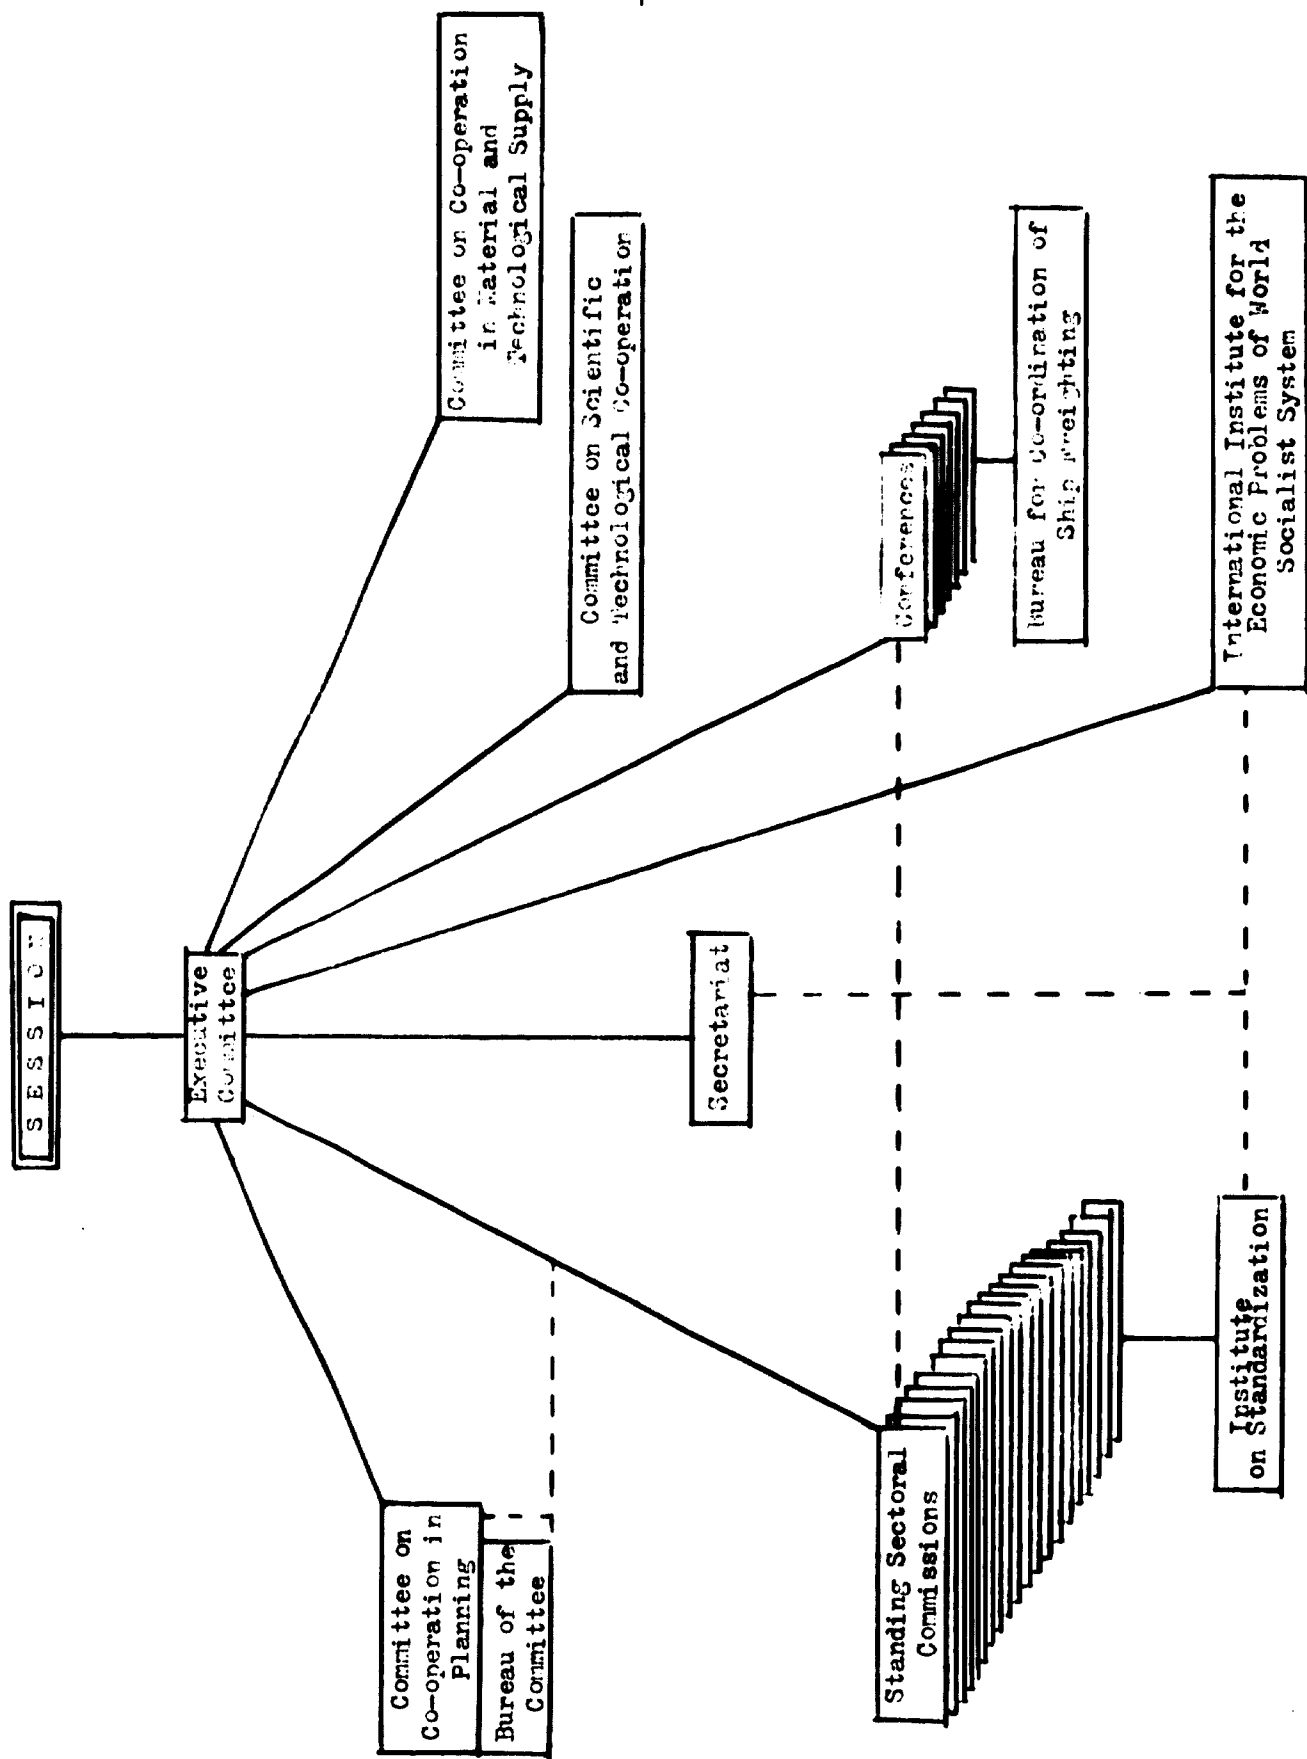 S E S S I O N
Executive
Committee
Committee on
Co-operation in
Planning
Bureau of the
Committee
Committee on Co-operation
in Material and
Technological Supply
Committee on Scientific
and Technological Co-operation
Secretariat
Standing Sectoral
Commissions
Conferences
Bureau for Co-ordination of
Ship Freighting
Institute
on Standardization
International Institute for the
Economic Problems of World
Socialist System